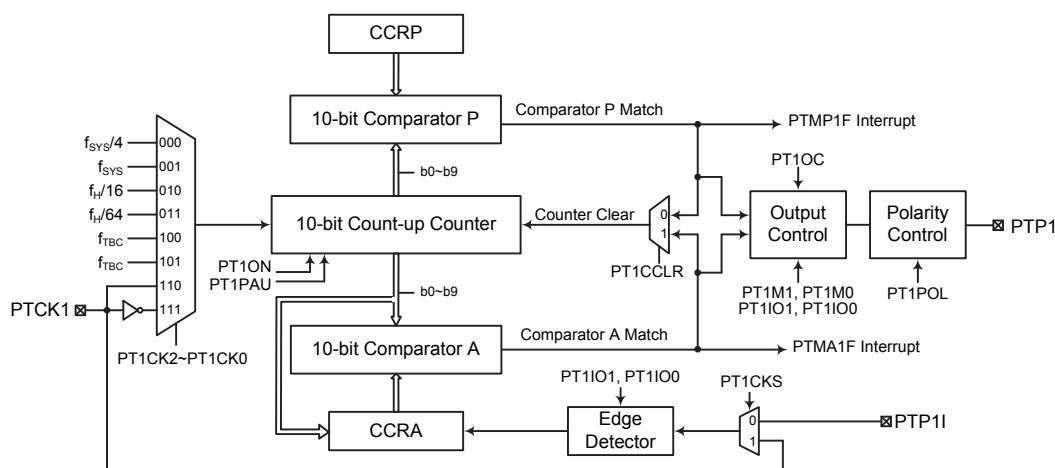 CCRP
10-bit Comparator P
Comparator P Match
PTMP1F Interrupt
b0~b9
fSYS/4
000
fSYS
001
fH/16
010
fH/64
011
fTBC
100
fTBC
101
110
111
PTCK1
PT1CK2~PT1CK0
10-bit Count-up Counter
PT1ON
PT1PAU
Counter Clear
0
1
PT1CCLR
PT1OC
Output
Control
PT1M1, PT1M0
PT1IO1, PT1IO0
Polarity
Control
PT1POL
PTP1
b0~b9
10-bit Comparator A
Comparator A Match
PTMA1F Interrupt
CCRA
PT1IO1, PT1IO0
Edge
Detector
PT1CKS
0
1
PTP1I